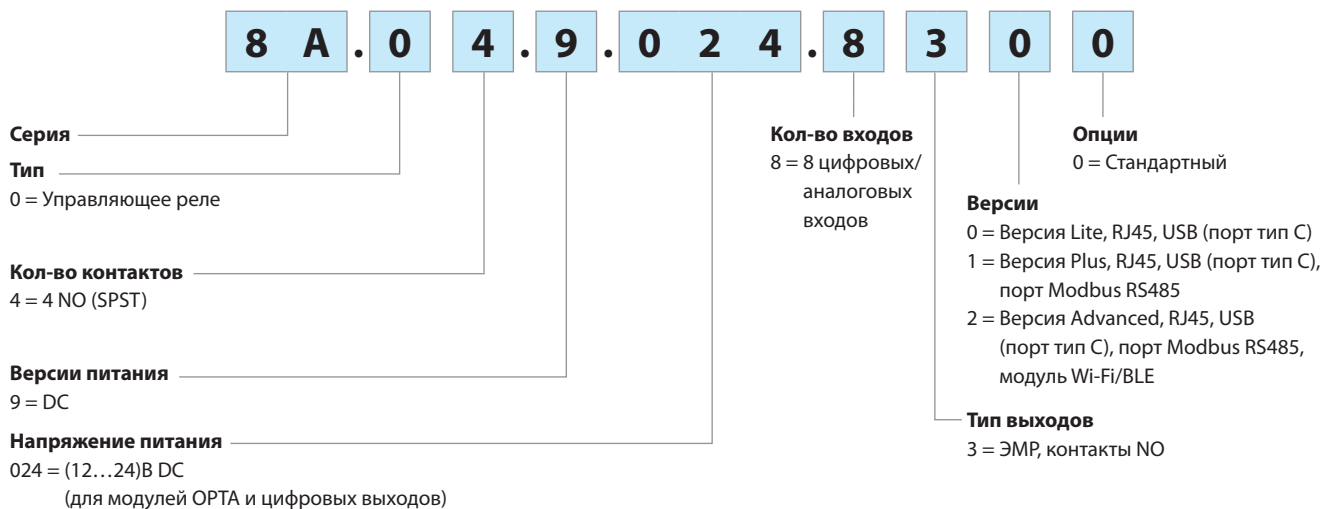 8 A . 0 4 . 9 . 0 2 4 . 8 3 0 0
Серия
Тип
0 = Управляющее реле
Кол-во контактов
4 = 4 NO (SPST)
Версии питания
9 = DC
Напряжение питания
024 = (12…24)В DC
(для модулей OPTA и цифровых выходов)
Кол-во входов
8 = 8 цифровых/
аналоговых
входов
Опции
0 = Стандартный
Версии
0 = Версия Lite, RJ45, USB (порт тип C)
1 = Версия Plus, RJ45, USB (порт тип C),
порт Modbus RS485
2 = Версия Advanced, RJ45, USB
(порт тип C), порт Modbus RS485,
модуль Wi-Fi/BLE
Тип выходов
3 = ЭМР, контакты NO